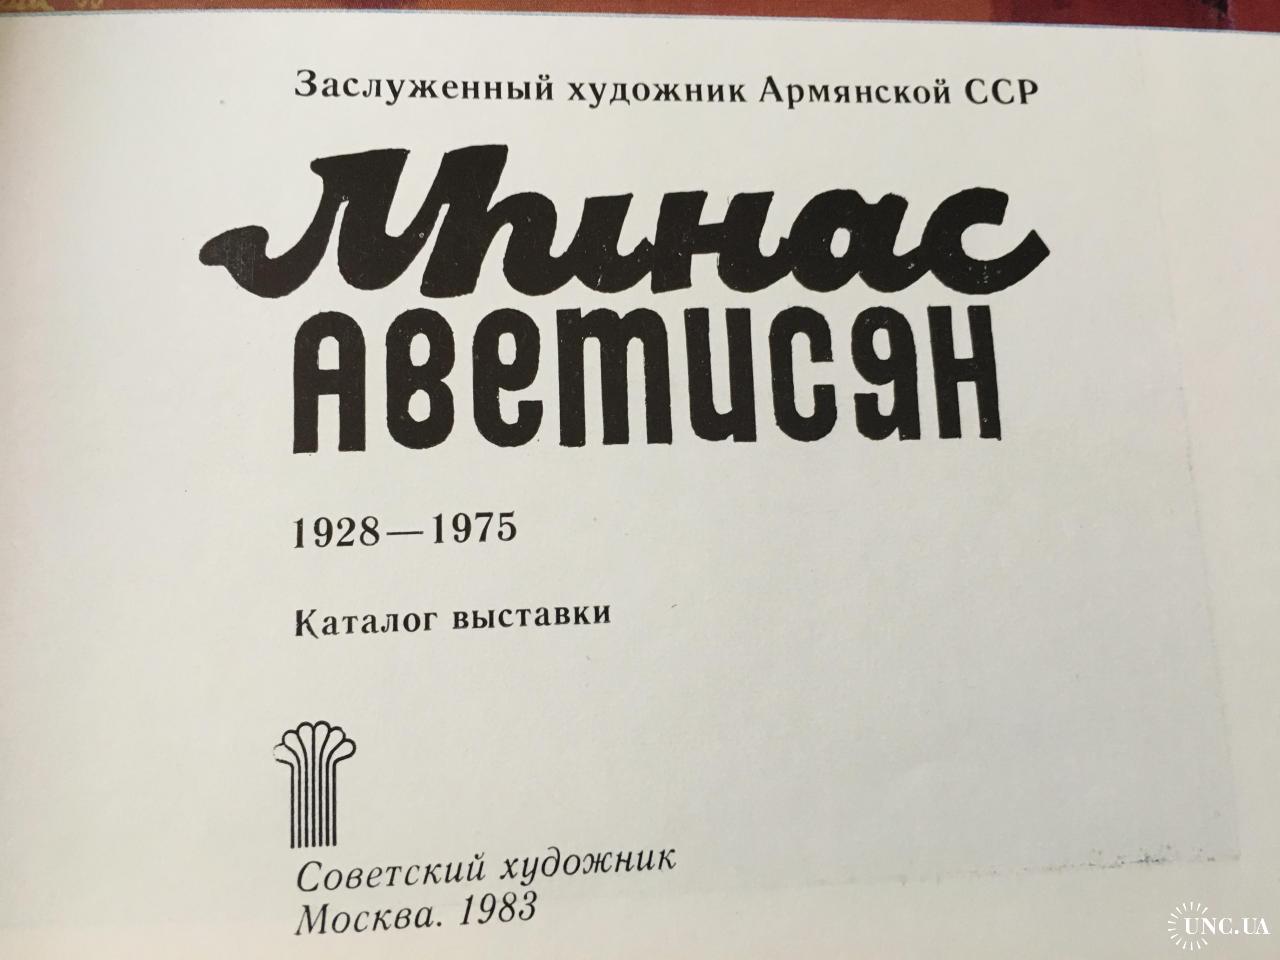 Заслуженный художник Армянской ССР
Минас
Аветисян
1928—1975
Каталог выставки
Советский художник
Москва. 1983
UNC.UA